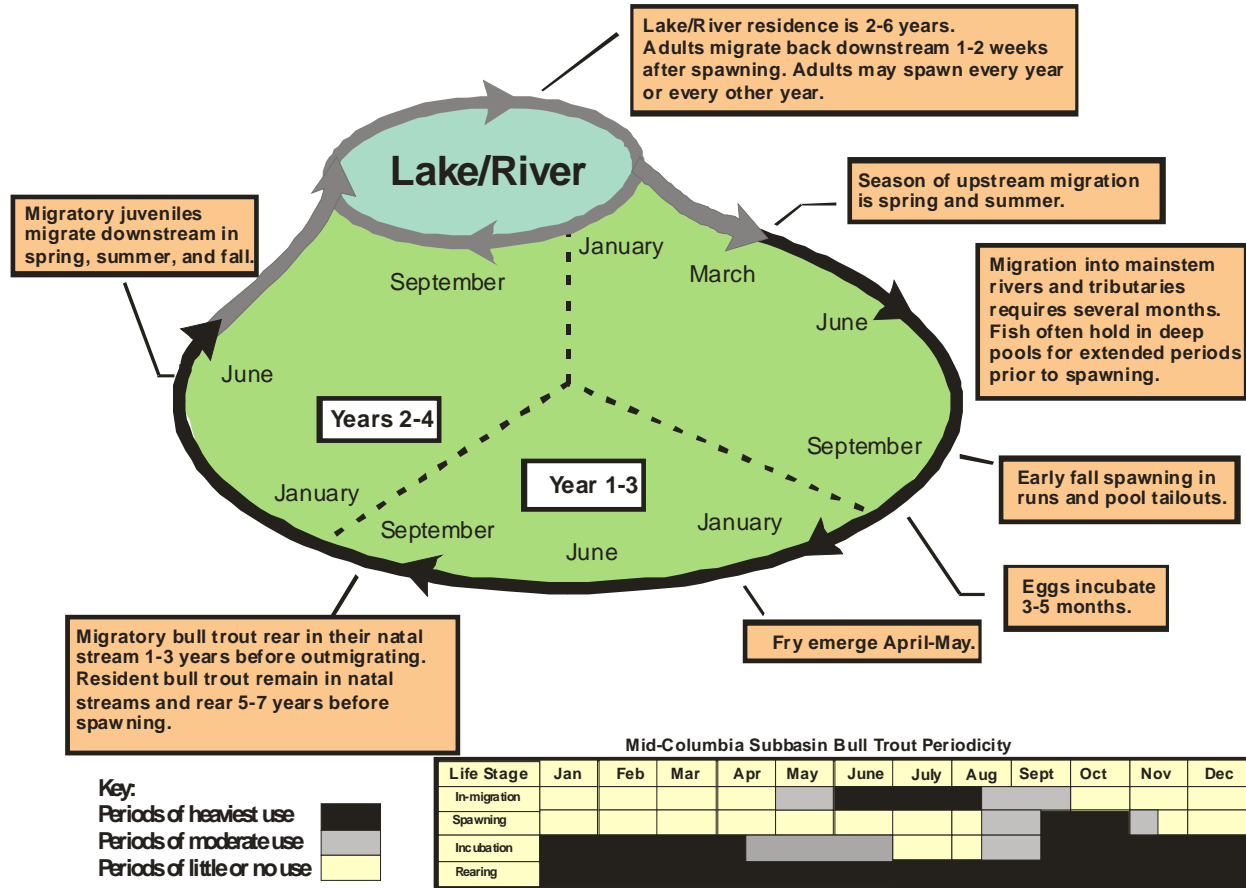 Lake/River residence is 2-6 years.
Adults migrate back downstream 1-2 weeks
after spawning. Adults may spawn every year
or every other year.
Lake/River
Season of upstream migration
is spring and summer.
Migratory juveniles
migrate downstream in
spring, summer, and fall.
January
September
March
Migration into mainstem
rivers and tributaries
requires several months.
Fish often hold in deep
pools for extended periods
prior to spawning.
June
June
Years 2-4
September
Year 1-3
Early fall spawning in
runs and pool tailouts.
January
September
January
June
Eggs incubate
3-5 months.
Fry emerge April-May.
Migratory bull trout rear in their natal
stream 1-3 years before outmigrating.
Resident bull trout remain in natal
streams and rear 5-7 years before
spawning.
Mid-Columbia Subbasin Bull Trout Periodicity
Life Stage Jan Feb Mar Apr May June July Aug Sept Oct Nov Dec
In-migration
Spawning
Incubation
Rearing
Key:
Periods of heaviest use
Periods of moderate use
Periods of little or no use